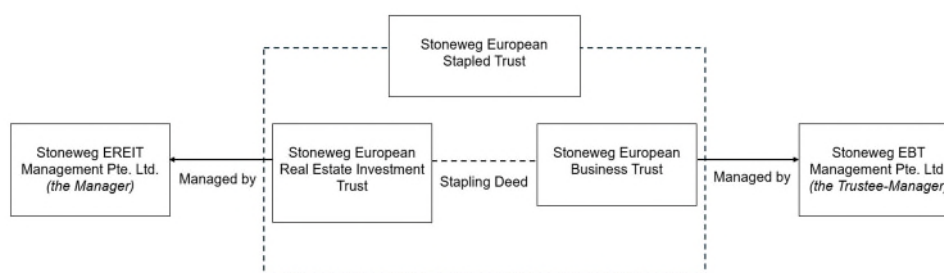 Stoneweg European
Stapled Trust
Stoneweg EREIT
Management Pte. Ltd.
(the Manager)
Managed by
Stoneweg European
Real Estate Investment
Trust
Stapling Deed
Stoneweg European
Business Trust
Managed by
Stoneweg EBT
Management Pte. Ltd
(the Trustee-Manager)